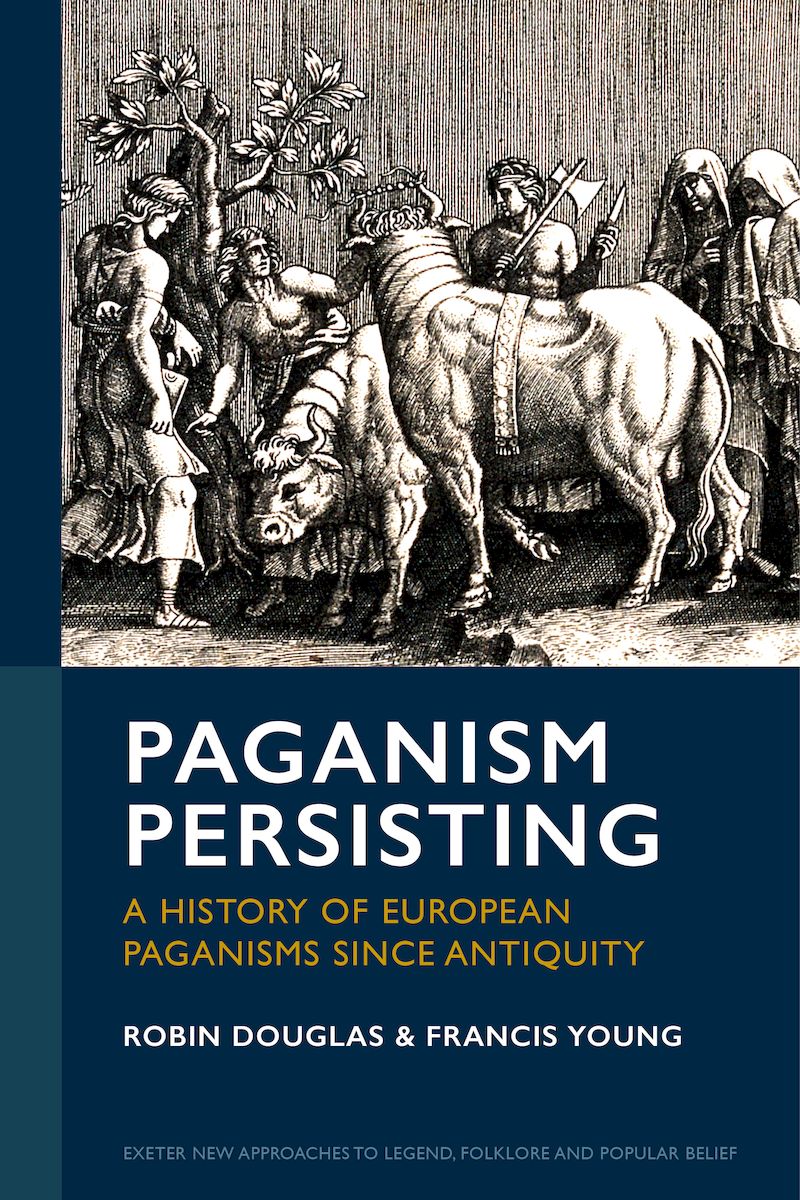 PAGANISM
PERSISTING
A HISTORY OF EUROPEAN
PAGANISMS SINCE ANTIQUITY
ROBIN DOUGLAS & FRANCIS YOUNG
EXETER NEW APPROACHES TO LEGEND, FOLKLORE AND POPULAR BELIEF